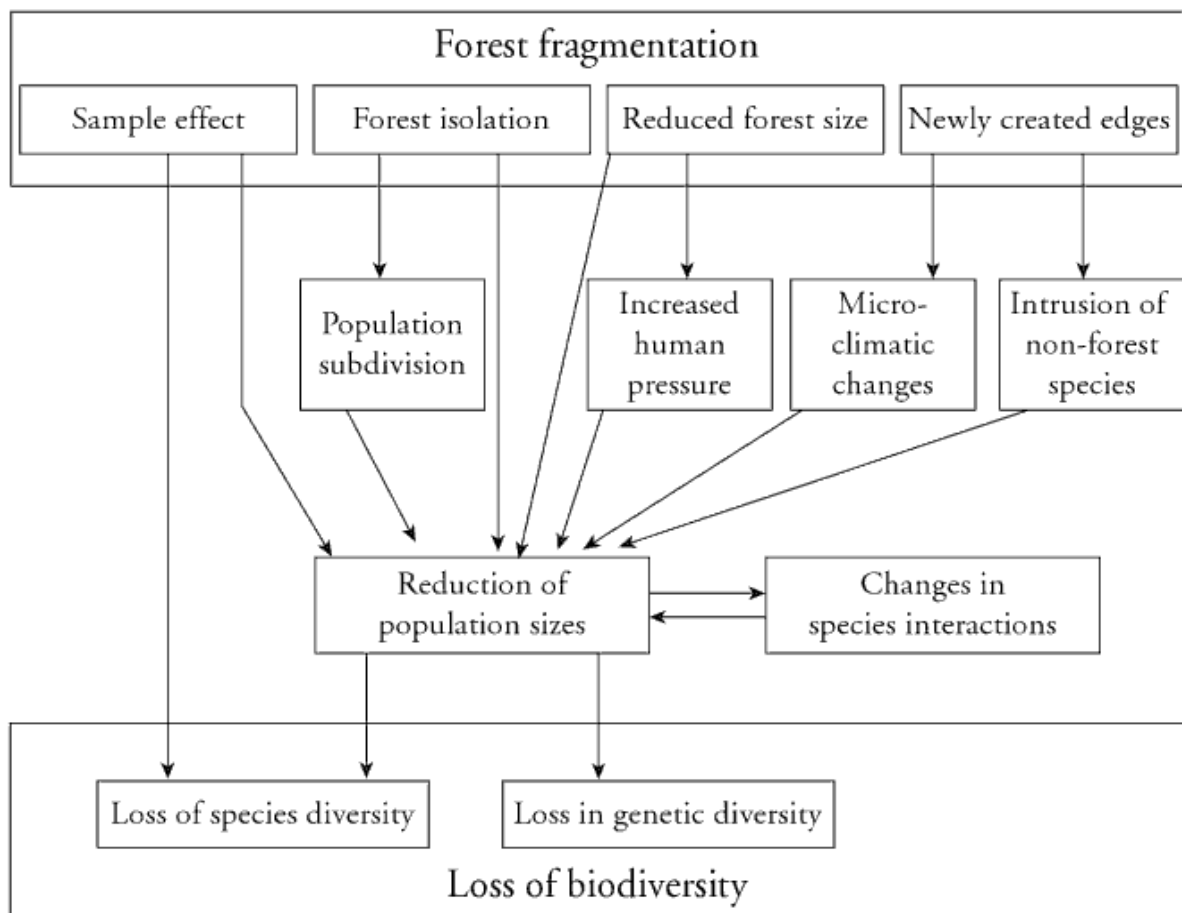 Forest fragmentation
Sample effect
Forest isolation
Reduced forest size
Newly created edges
Population
subdivision
Increased
human
pressure
Micro-
climatic
changes
Intrusion of
non-forest
species
Reduction of
population sizes
Changes in
species interactions
Loss of species diversity
Loss in genetic diversity
Loss of biodiversity